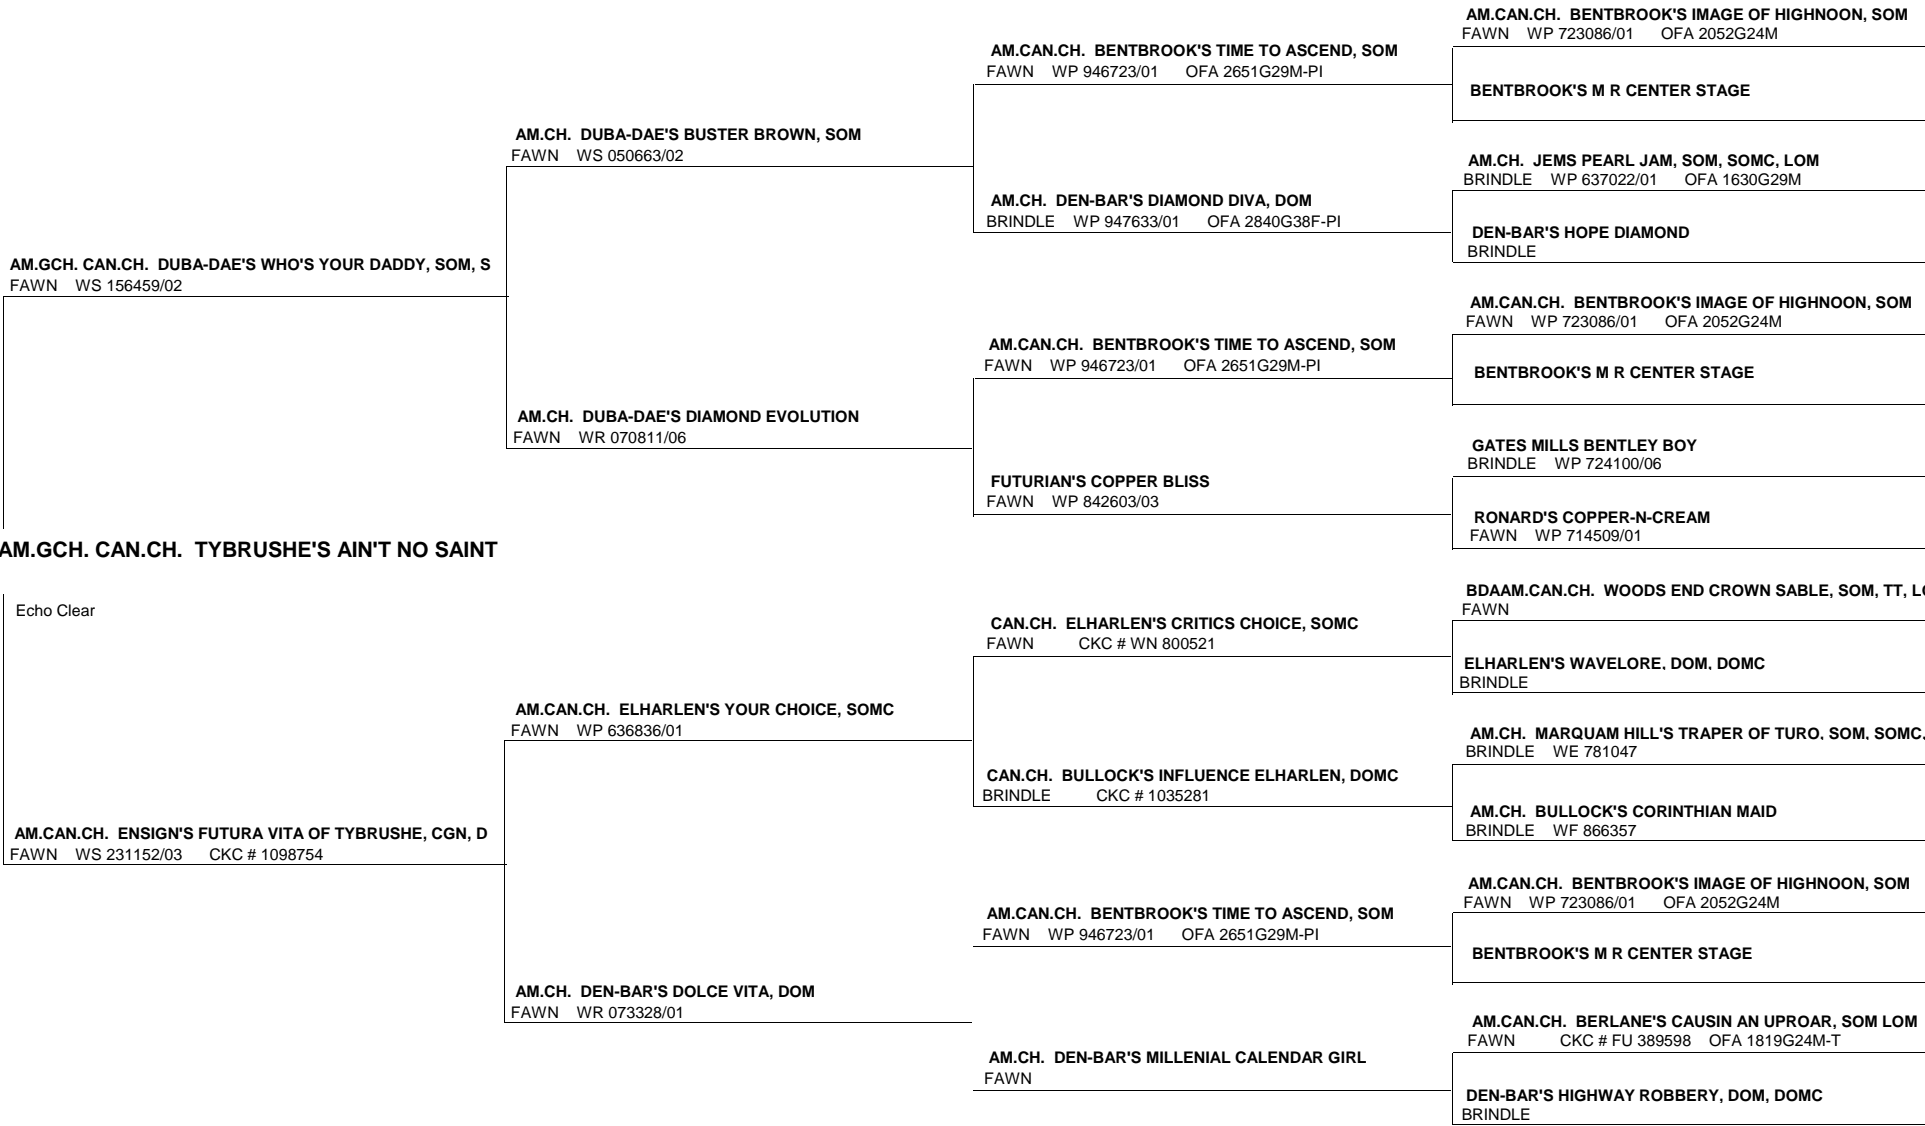 AM.GCH. CAN.CH. TYBRUSHE'S AIN'T NO SAINT
Echo Clear
AM.GCH. CAN.CH. DUBA-DAE'S WHO'S YOUR DADDY, SOM, S
FAWN WS 156459/02
AM.CAN.CH. ENSIGN'S FUTURA VITA OF TYBRUSHE, CGN, D
FAWN WS 231152/03 CKC # 1098754
AM.CH. DUBA-DAE'S BUSTER BROWN, SOM
FAWN WS 050663/02
AM.CH. DUBA-DAE'S DIAMOND EVOLUTION
FAWN WR 070811/06
AM.CAN.CH. ELHARLEN'S YOUR CHOICE, SOMC
FAWN WP 636836/01
AM.CH. DEN-BAR'S DOLCE VITA, DOM
FAWN WR 073328/01
AM.CAN.CH. BENTBROOK'S TIME TO ASCEND, SOM
FAWN WP 946723/01 OFA 2651G29M-PI
AM.CH. DEN-BAR'S DIAMOND DIVA, DOM
BRINDLE WP 947633/01 OFA 2840G38F-PI
AM.CAN.CH. BENTBROOK'S TIME TO ASCEND, SOM
FAWN WP 946723/01 OFA 2651G29M-PI
FUTURIAN'S COPPER BLISS
FAWN WP 842603/03
CAN.CH. ELHARLEN'S CRITICS CHOICE, SOMC
FAWN CKC # WN 800521
CAN.CH. BULLOCK'S INFLUENCE ELHARLEN, DOMC
BRINDLE CKC # 1035281
AM.CAN.CH. BENTBROOK'S TIME TO ASCEND, SOM
FAWN WP 946723/01 OFA 2651G29M-PI
AM.CH. DEN-BAR'S MILLENIAL CALENDAR GIRL
FAWN
AM.CAN.CH. BENTBROOK'S IMAGE OF HIGHNOON, SOM
FAWN WP 723086/01 OFA 2052G24M
BENTBROOK'S M R CENTER STAGE
AM.CH. JEMS PEARL JAM, SOM, SOMC, LOM
BRINDLE WP 637022/01 OFA 1630G29M
DEN-BAR'S HOPE DIAMOND
BRINDLE
AM.CAN.CH. BENTBROOK'S IMAGE OF HIGHNOON, SOM
FAWN WP 723086/01 OFA 2052G24M
BENTBROOK'S M R CENTER STAGE
GATES MILLS BENTLEY BOY
BRINDLE WP 724100/06
RONARD'S COPPER-N-CREAM
FAWN WP 714509/01
BDAAM.CAN.CH. WOODS END CROWN SABLE, SOM, TT,
FAWN
ELHARLEN'S WAVELORE, DOM, DOMC
BRINDLE
AM.CH. MARQUAM HILL'S TRAPER OF TURO, SOM, SOMC,
BRINDLE WE 781047
AM.CH. BULLOCK'S CORINTHIAN MAID
BRINDLE WF 866357
AM.CAN.CH. BENTBROOK'S IMAGE OF HIGHNOON, SOM
FAWN WP 723086/01 OFA 2052G24M
BENTBROOK'S M R CENTER STAGE
AM.CAN.CH. BERLANE'S CAUSIN AN UPROAR, SOM LOM
FAWN CKC # FU 389598 OFA 1819G24M-T
DEN-BAR'S HIGHWAY ROBBERY, DOM, DOMC
BRINDLE